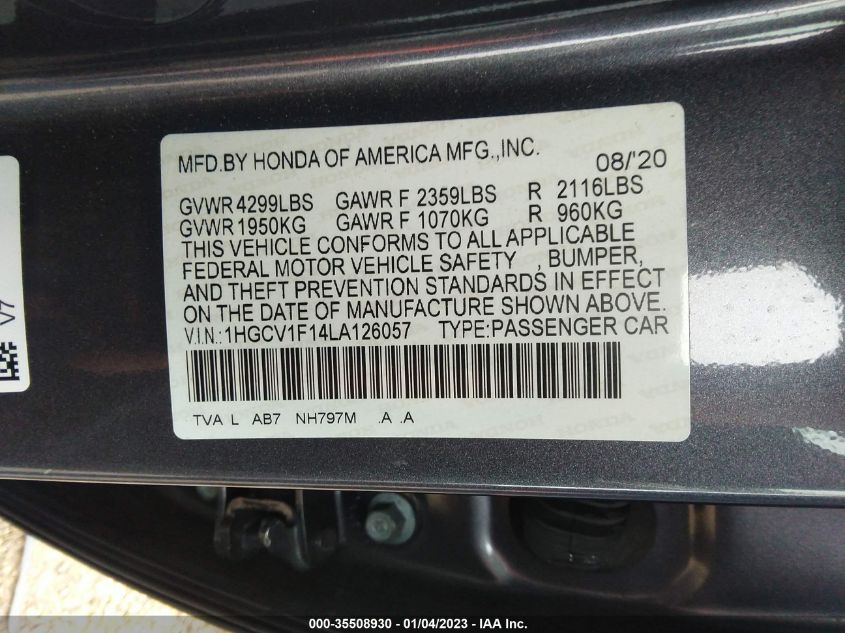 MFD.BY HONDA OF AMERICA MFG.,INC. 08/'20
GVWR 4299LBS GAWR F 2359LBS R 2116LBS
GVWR 1950KG GAWR F 1070KG R 960KG
THIS VEHICLE CONFORMS TO ALL APPLICABLE
FEDERAL MOTOR VEHICLE SAFETY , BUMPER,
AND THEFT PREVENTION STANDARDS IN EFFECT
ON THE DATE OF MANUFACTURE SHOWN ABOVE.
V.I.N.:1HGCV1F14LA126057 TYPE:PASSENGER CAR
TVA L AB7 NH797M .A .A
V7
000-35508930 - 01/04/2023 - IAA Inc.